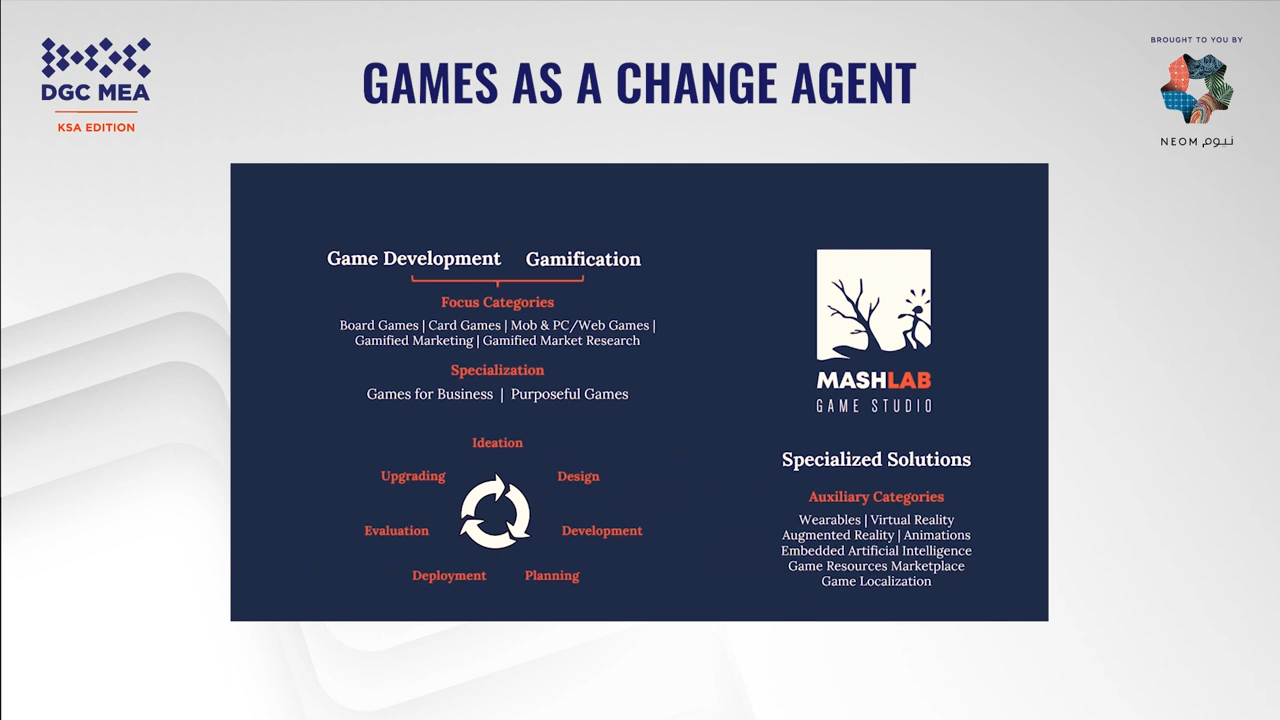 DGC MEA
KSA EDITION
GAMES AS A CHANGE AGENT
BROUGHT TO YOU BY
NEOM نيوم
Game Development Gamification
Focus Categories
Board Games | Card Games | Mob & PC/Web Games |
Gamified Marketing | Gamified Market Research
Specialization
Games for Business | Purposeful Games
Ideation
Upgrading
Design
Evaluation
Development
Deployment
Planning
MASHLAB
GAME STUDIO
Specialized Solutions
Auxiliary Categories
Wearables | Virtual Reality
Augmented Reality | Animations
Embedded Artificial Intelligence
Game Resources Marketplace
Game Localization